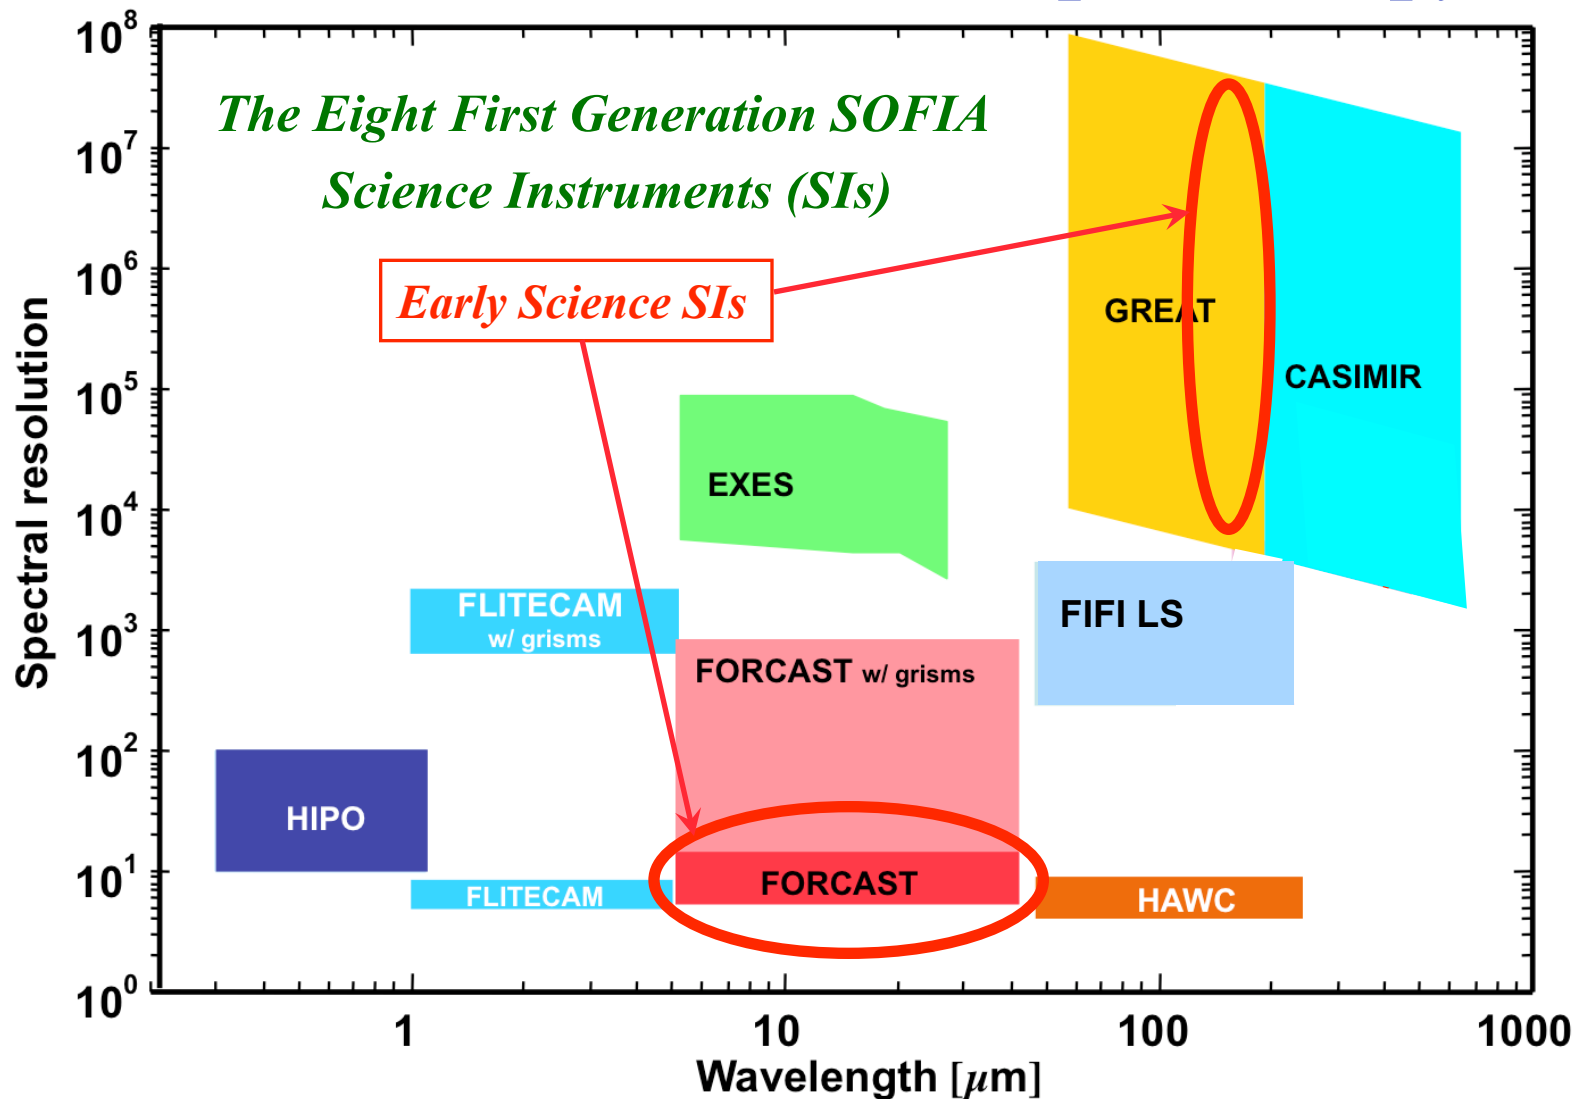 The Eight First Generation SOFIA
Science Instruments (SIs)
Early Science SIs
GREAT
CASIMIR
EXES
FLITECAM
w/ grisms
FIFI LS
FORCAST w/ grisms
HIPO
FLITECAM
FORCAST
HAWC
Spectral resolution
10⁸
10⁷
10⁶
10⁵
10⁴
10³
10²
10¹
10⁰
1
10
100
1000
Wavelength [μm]